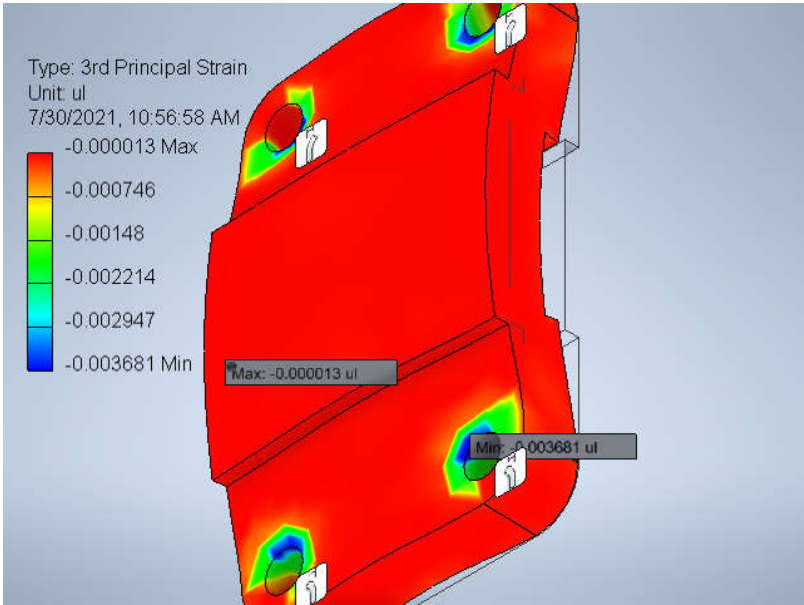 Type: 3rd Principal Strain
Unit: ul
7/30/2021, 10:56:58 AM
-0.000013 Max
-0.000746
-0.00148
-0.002214
-0.002947
-0.003681 Min
Max: -0.000013 ul
Min: -0.003681 ul